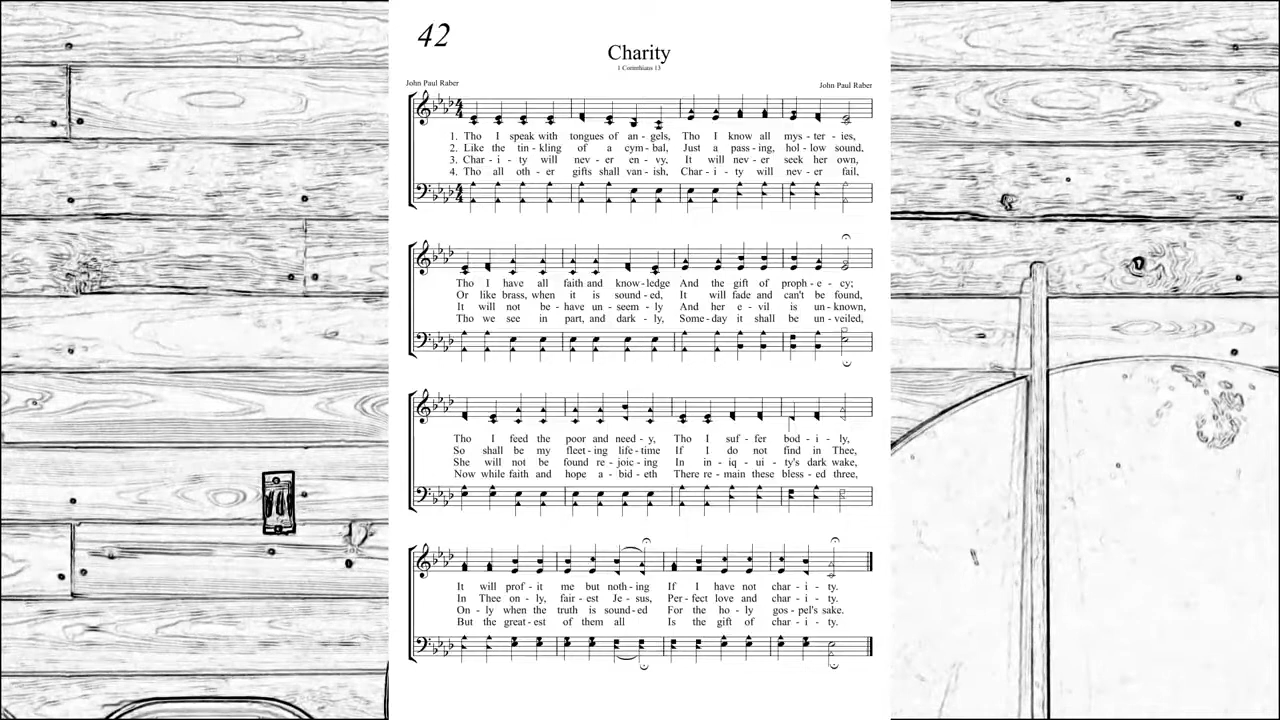 42
Charity
1 Corinthians 13
John Paul Raber
John Paul Raber
1. Tho I speak with tongues of an - gels, Tho I know all mys - ter - ies,
2. Like the tin - kling of a cym - bal, Just a pass - ing, hol - low sound.
3. Char - i - ty will nev - er en - vy, It will nev - er seek her own,
4. Tho all oth - er gifts shall van - ish, Char - i - ty will nev - er fail,
Tho I have all faith and know - ledge And the gift of proph - e - cy;
Or like brass, when it is sound - ed, It will fade and can't be found,
It will not be - have un - seem - ly, And her e - vil is un - known,
Tho we see in part, and dark - ly, Some - day it shall be un - veiled,
Tho I feed the poor and need - y, Tho I suf - fer bod - i - ly,
So shall be my fleet - ing life - time If I do not find in Thee,
She will not be found re - joic - ing In in - iq - ui - ty's dark wake,
Now while faith and hope a - bid - eth There re - main these bless - ed three,
It will prof - it me but noth - ing If I have not char - i - ty.
In Thee on - ly, fair - est Je - sus, Per - fect love and char - i - ty.
On - ly when the truth is sound - ed For the ho - ly gos - pel's sake.
But the great - est of them all Is the gift of char - i - ty.